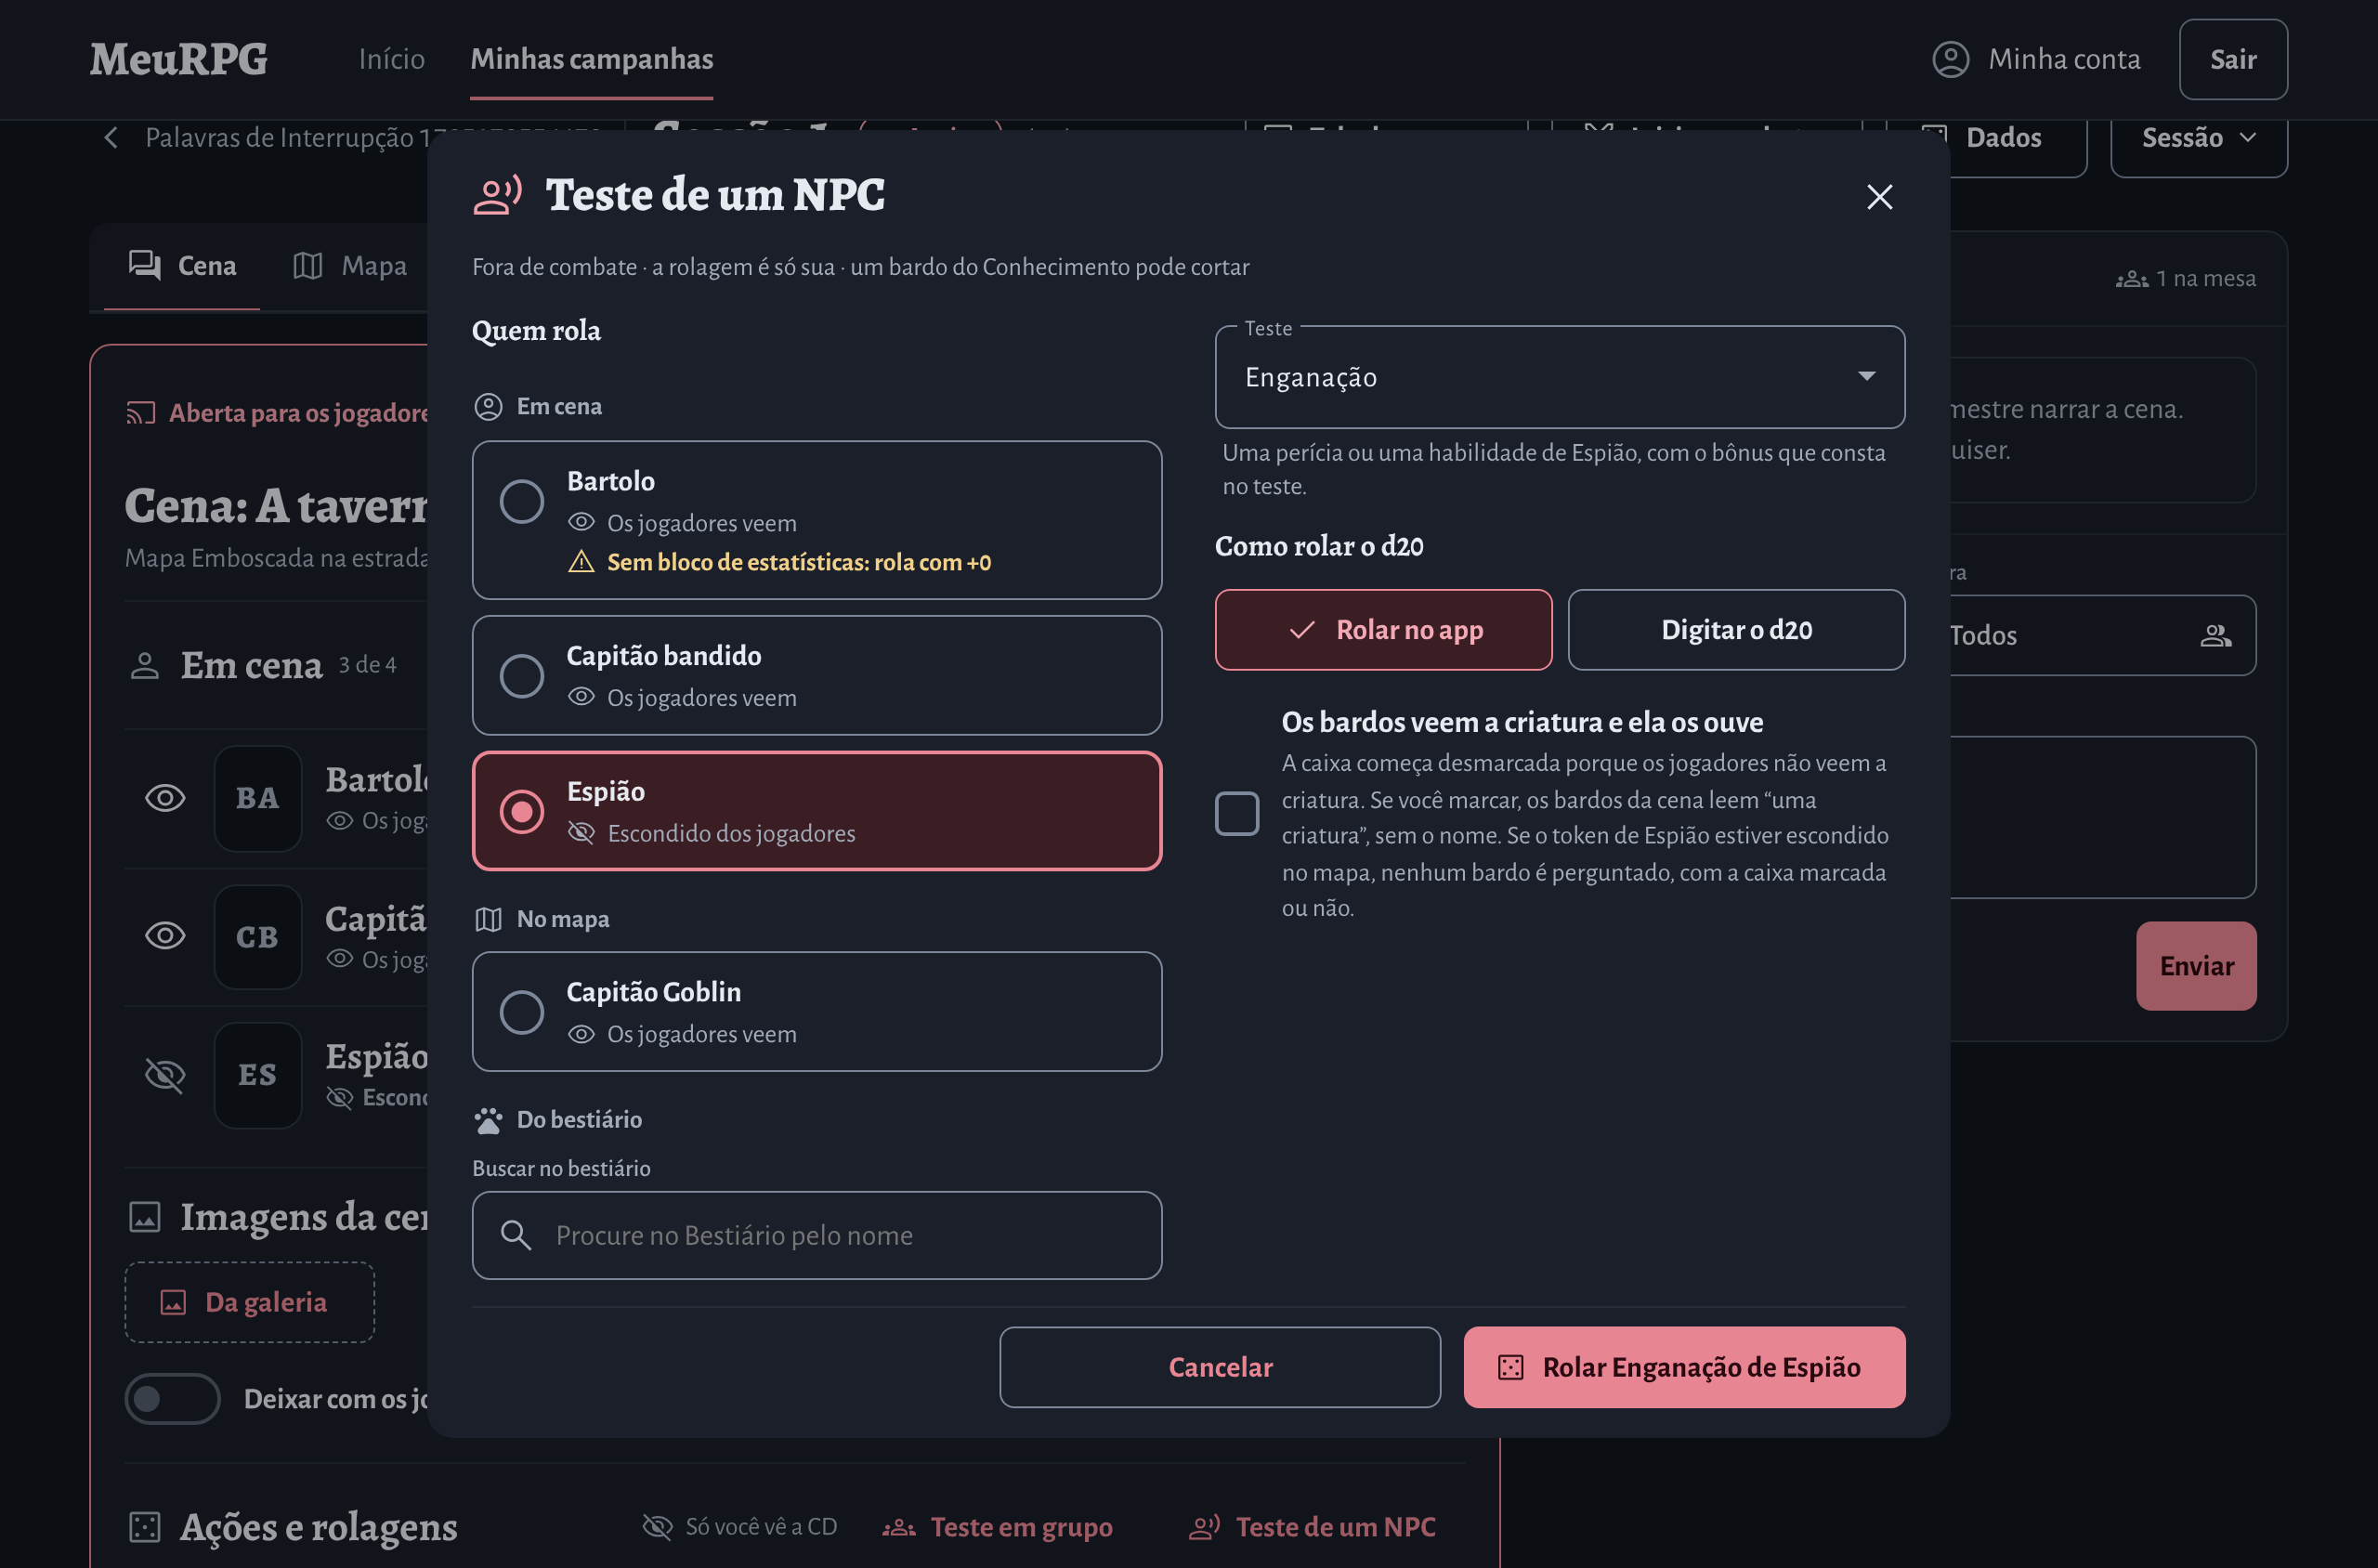 MeuRPG
Início
Minhas campanhas
Minha conta
Sair
Palavras de Interrupção
Dados
Sessão
Teste de um NPC
Fora de combate · a rolagem é só sua · um bardo do Conhecimento pode cortar
Cena
Mapa
1 na mesa
Aberta para os
Cena: A
Mapa Emboscada na estrada
Em cena 3 de 4
BA
Os
CB
Os
ES Espião
Imagens da
Da galeria
Deixar com os
Quem rola
Em cena
Bartolo
Os jogadores veem
Sem bloco de estatísticas: rola com +0
Capitão bandido
Os jogadores veem
Espião
Escondido dos jogadores
No mapa
Capitão Goblin
Os jogadores veem
Do bestiário
Buscar no bestiário
Procure no Bestiário pelo nome
Teste
Enganação
Uma perícia ou uma habilidade de Espião, com o bônus que consta
no teste.
Como rolar o d20
Rolar no app
Digitar o d20
Os bardos veem a criatura e ela os ouve
A caixa começa desmarcada porque os jogadores não veem a
criatura. Se você marcar, os bardos da cena leem “uma
criatura”, sem o nome. Se o token de Espião estiver escondido
no mapa, nenhum bardo é perguntado, com a caixa marcada
ou não.
Cancelar
Rolar Enganação de Espião
mestre narrar a cena.
Todos
Enviar
Ações e rolagens
Só você vê a CD
Teste em grupo
Teste de um NPC